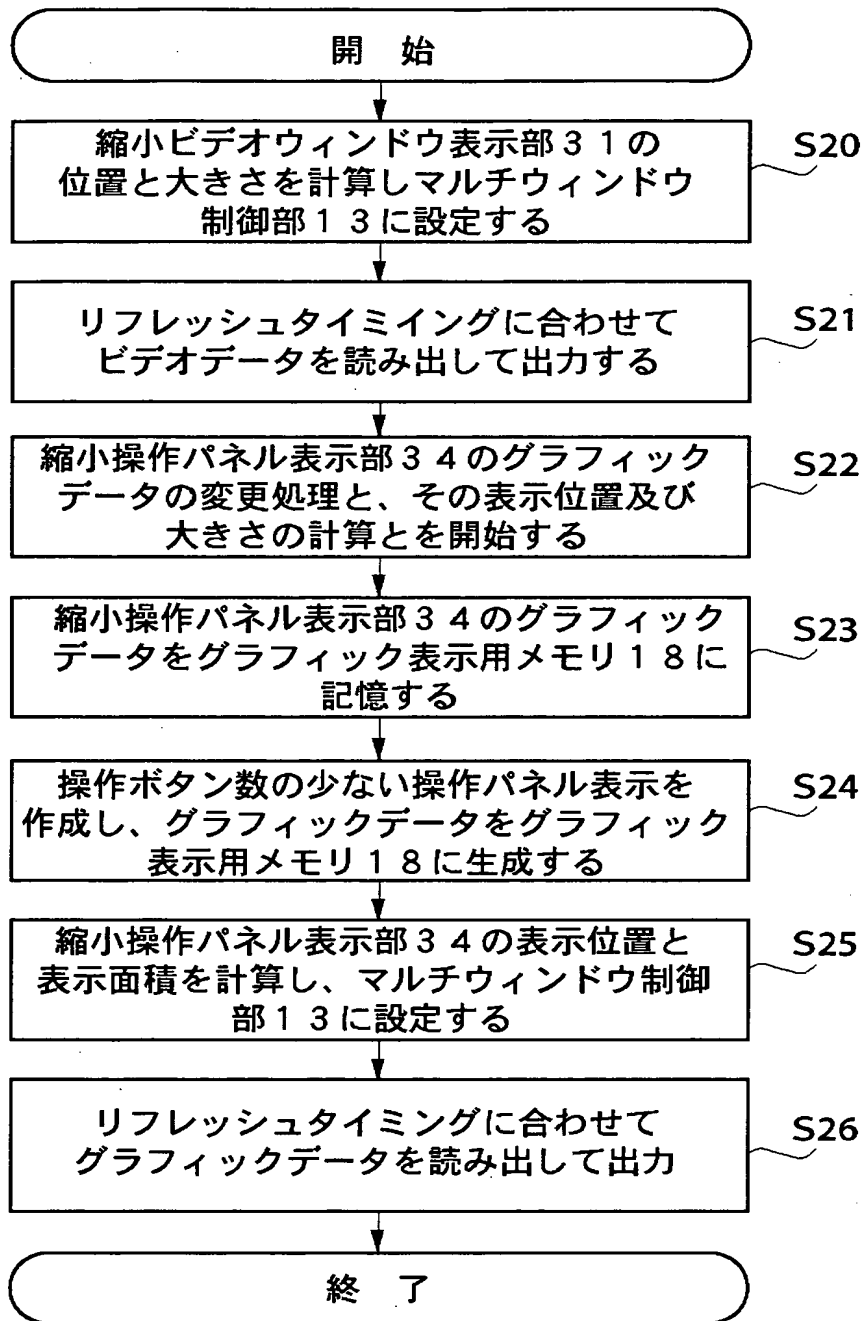 開 始
縮小ビデオウィンドウ表示部３１の
位置と大きさを計算しマルチウィンドウ
制御部１３に設定する
S20
リフレッシュタイミイングに合わせて
ビデオデータを読み出して出力する
S21
縮小操作パネル表示部３４のグラフィック
データの変更処理と、その表示位置及び
大きさの計算とを開始する
S22
縮小操作パネル表示部３４のグラフィック
データをグラフィック表示用メモリ１８に
記憶する
S23
操作ボタン数の少ない操作パネル表示を
作成し、グラフィックデータをグラフィック
表示用メモリ１８に生成する
S24
縮小操作パネル表示部３４の表示位置と
表示面積を計算し、マルチウィンドウ制御
部１３に設定する
S25
リフレッシュタイミングに合わせて
グラフィックデータを読み出して出力
S26
終 了